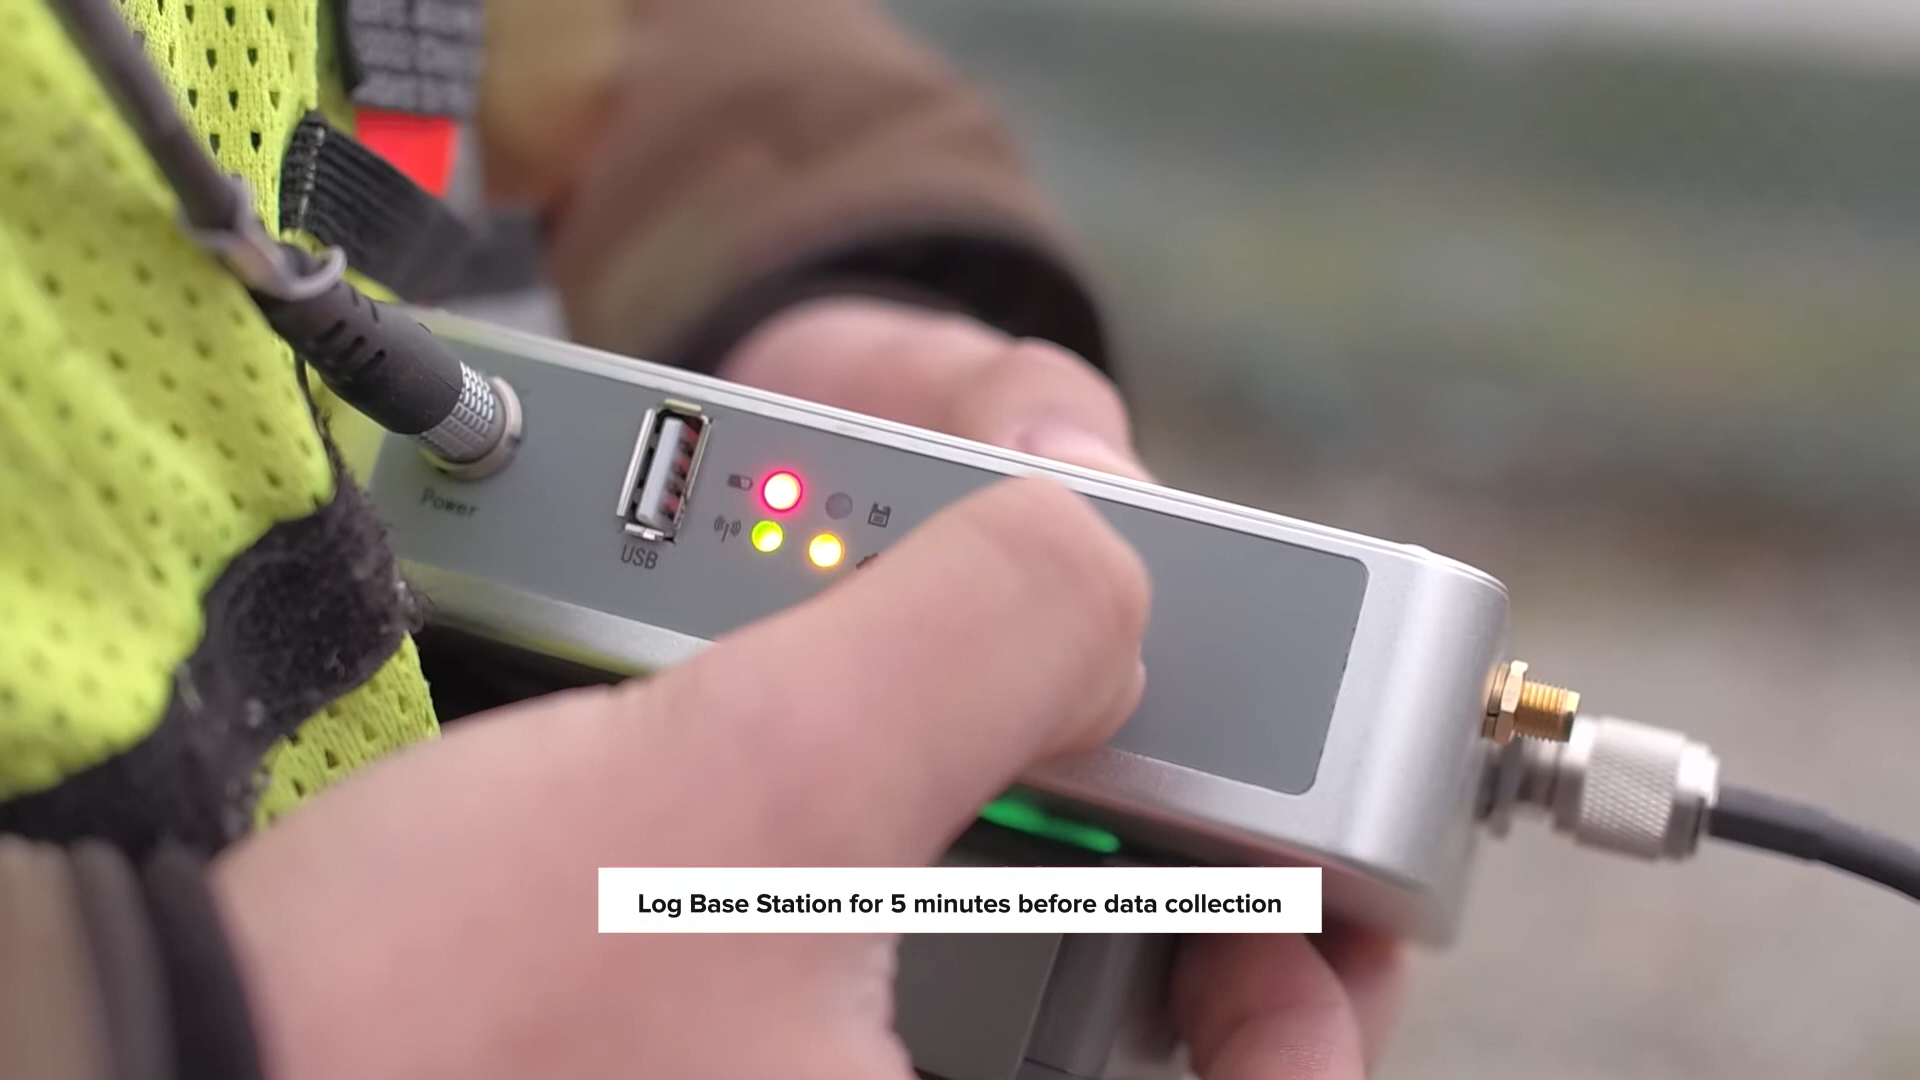 Power
USB
Log Base Station for 5 minutes before data collection